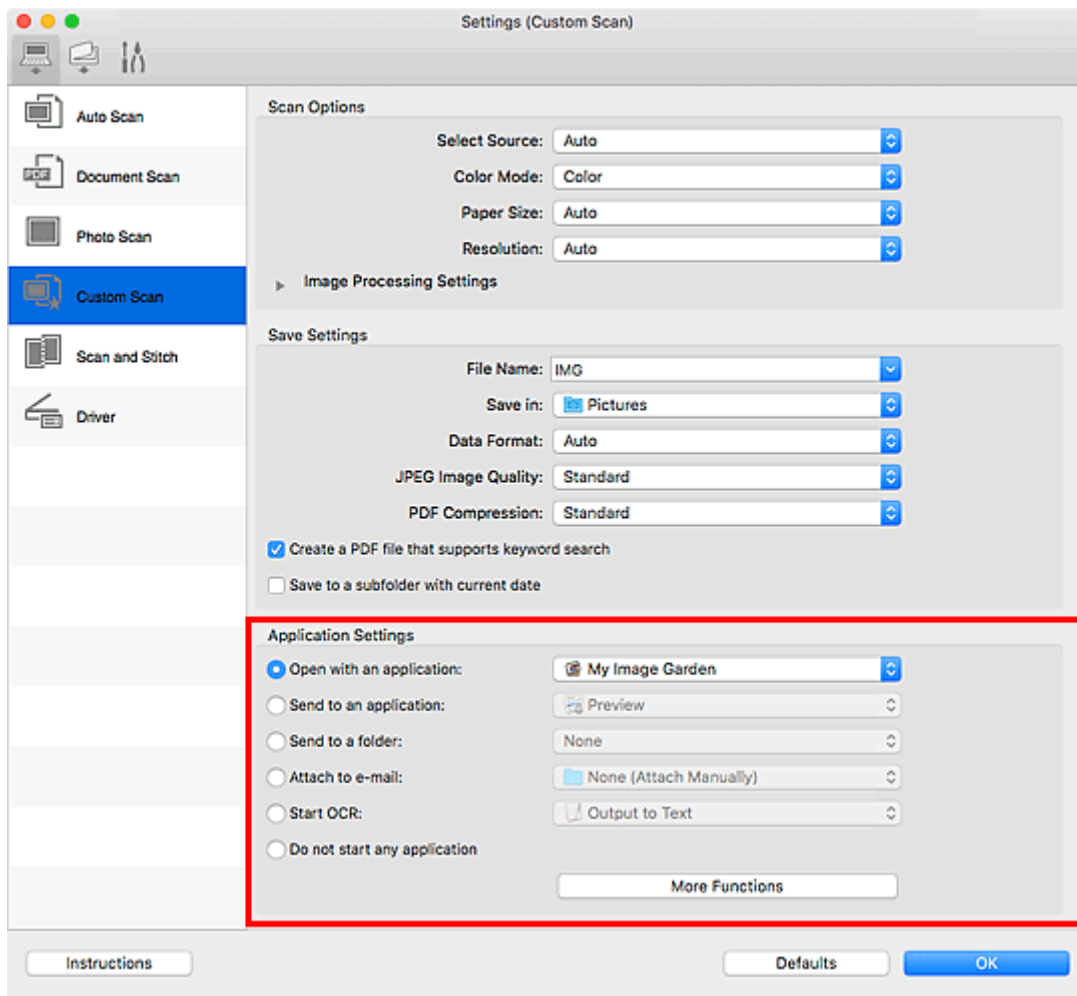 Settings (Custom Scan)
Auto Scan
PDF
Document Scan
Photo Scan
Custom Scan
Scan and Stitch
Driver
Scan Options
Select Source: Auto
Color Mode: Color
Paper Size: Auto
Resolution: Auto
Image Processing Settings
Save Settings
File Name: IMG
Save in: Pictures
Data Format: Auto
JPEG Image Quality: Standard
PDF Compression: Standard
Create a PDF file that supports keyword search
Save to a subfolder with current date
Application Settings
Open with an application: My Image Garden
Send to an application: Preview
Send to a folder: None
Attach to e-mail: None (Attach Manually)
Start OCR: Output to Text
Do not start any application
More Functions
Instructions
Defaults
OK